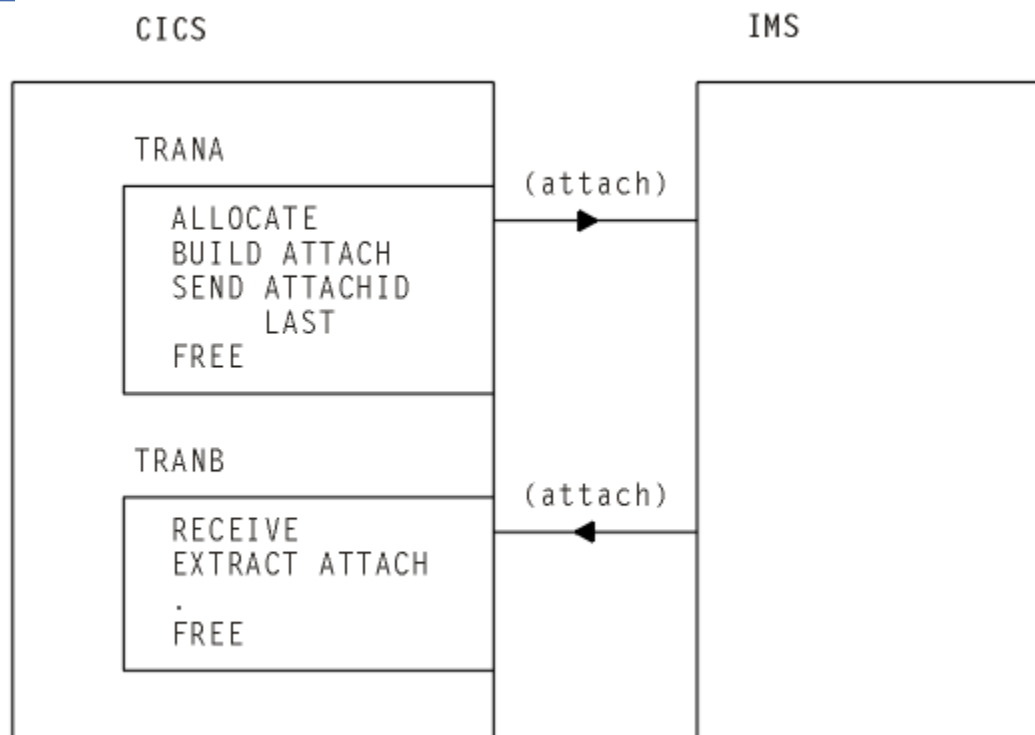 CICS
IMS
TRANA
(attach)
ALLOCATE
BUILD ATTACH
SEND ATTACHID
LAST
FREE
TRANB
(attach)
RECEIVE
EXTRACT ATTACH
.
FREE